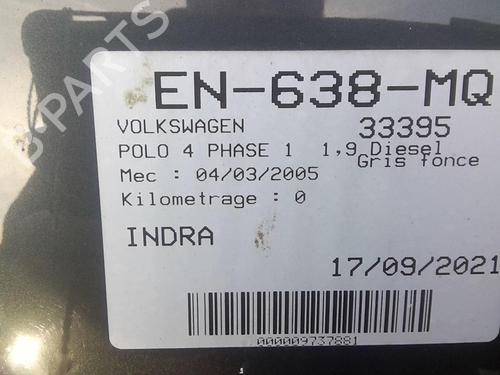 B-PARTS
EN-638-MQ
VOLKSWAGEN 33395
POLO 4 PHASE 1 1,9 Diesel
Gris fonce
Mec : 04/03/2005
Kilometrage : 0
INDRA
17/09/2021
000009737881